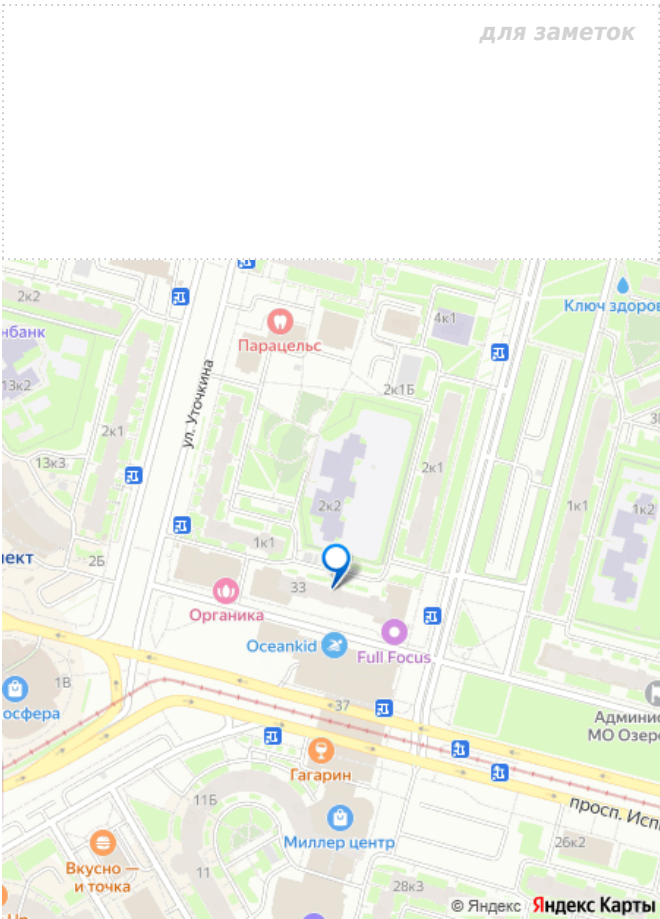 для заметок
2к2
Ключ здоров
4к1
нбанк
Парацельс
ул. Уточкина
13к2
2к1Б
2к1
2к1
13к3
2к2
1к1
1к2
1к1
ект
2Б
33
Органика
Oceankid
Full Focus
1В
осфера
37
Админис
МО Озере
Гагарин
11Б
просп. Испы
Миллер центр
26к2
Вкусно —
и точка
11
28к3
© Яндекс
Яндекс Карты